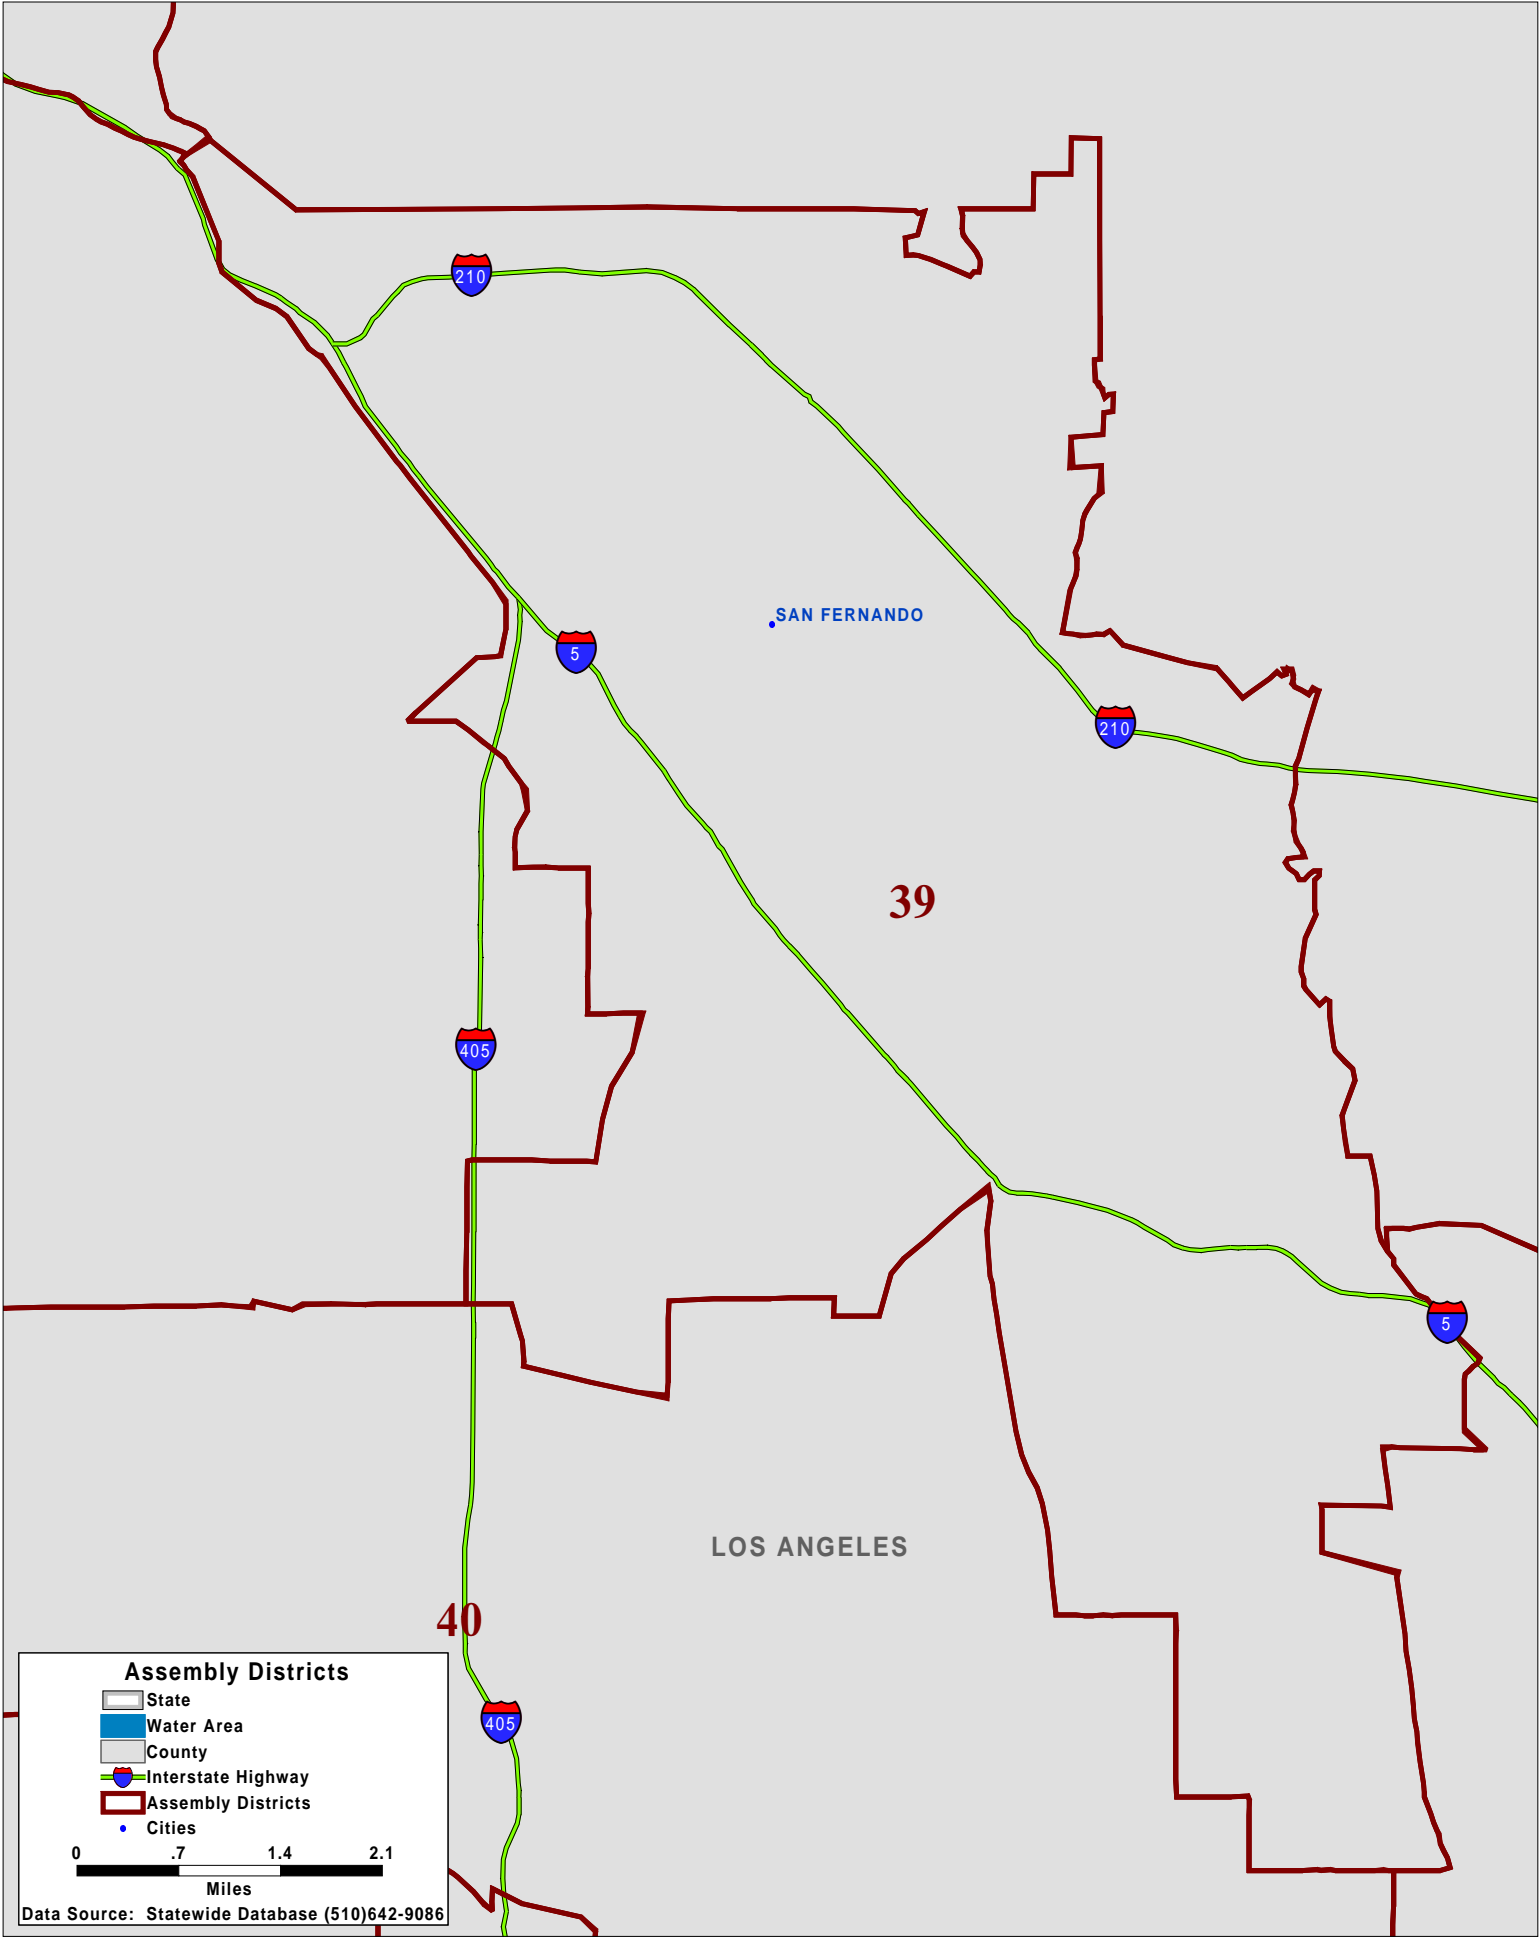 210
SAN FERNANDO
5
210
39
405
5
LOS ANGELES
40
405
Assembly Districts
State
Water Area
County
Interstate Highway
Assembly Districts
Cities
0 .7 1.4 2.1
Miles
Data Source: Statewide Database (510)642-9086